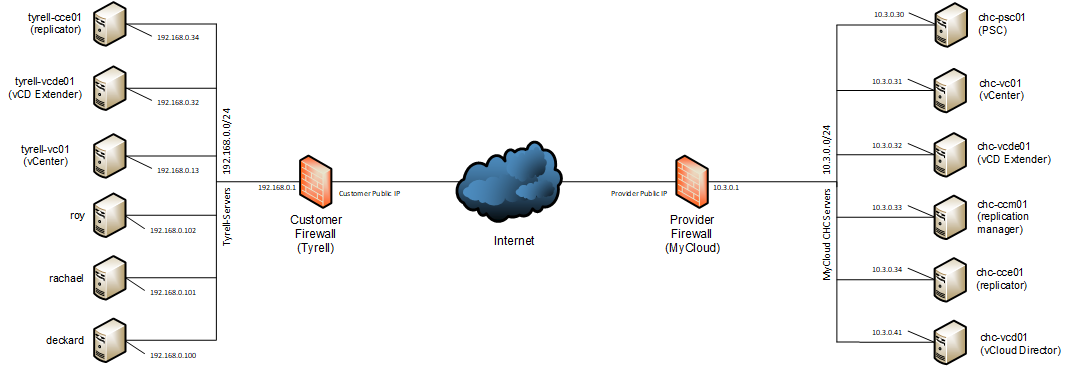 tyrell-cce01
(replicator)
192.168.0.34
tyrell-vcde01
(vCD Extender)
192.168.0.32
tyrell-vc01
(vCenter)
192.168.0.13
roy
192.168.0.102
rachael
192.168.0.101
deckard
192.168.0.100
192.168.0.0/24
Tyrell-Servers
192.168.0.1
Customer Public IP
Customer
Firewall
(Tyrell)
Internet
Provider Public IP
10.3.0.1
Provider
Firewall
(MyCloud)
10.3.0.0/24
MyCloud CHC Servers
10.3.0.30
chc-psc01
(PSC)
10.3.0.31
chc-vc01
(vCenter)
10.3.0.32
chc-vcde01
(vCD Extender)
10.3.0.33
chc-ccm01
(replication
manager)
10.3.0.34
chc-cce01
(replicator)
10.3.0.41
chc-vcd01
(vCloud Director)